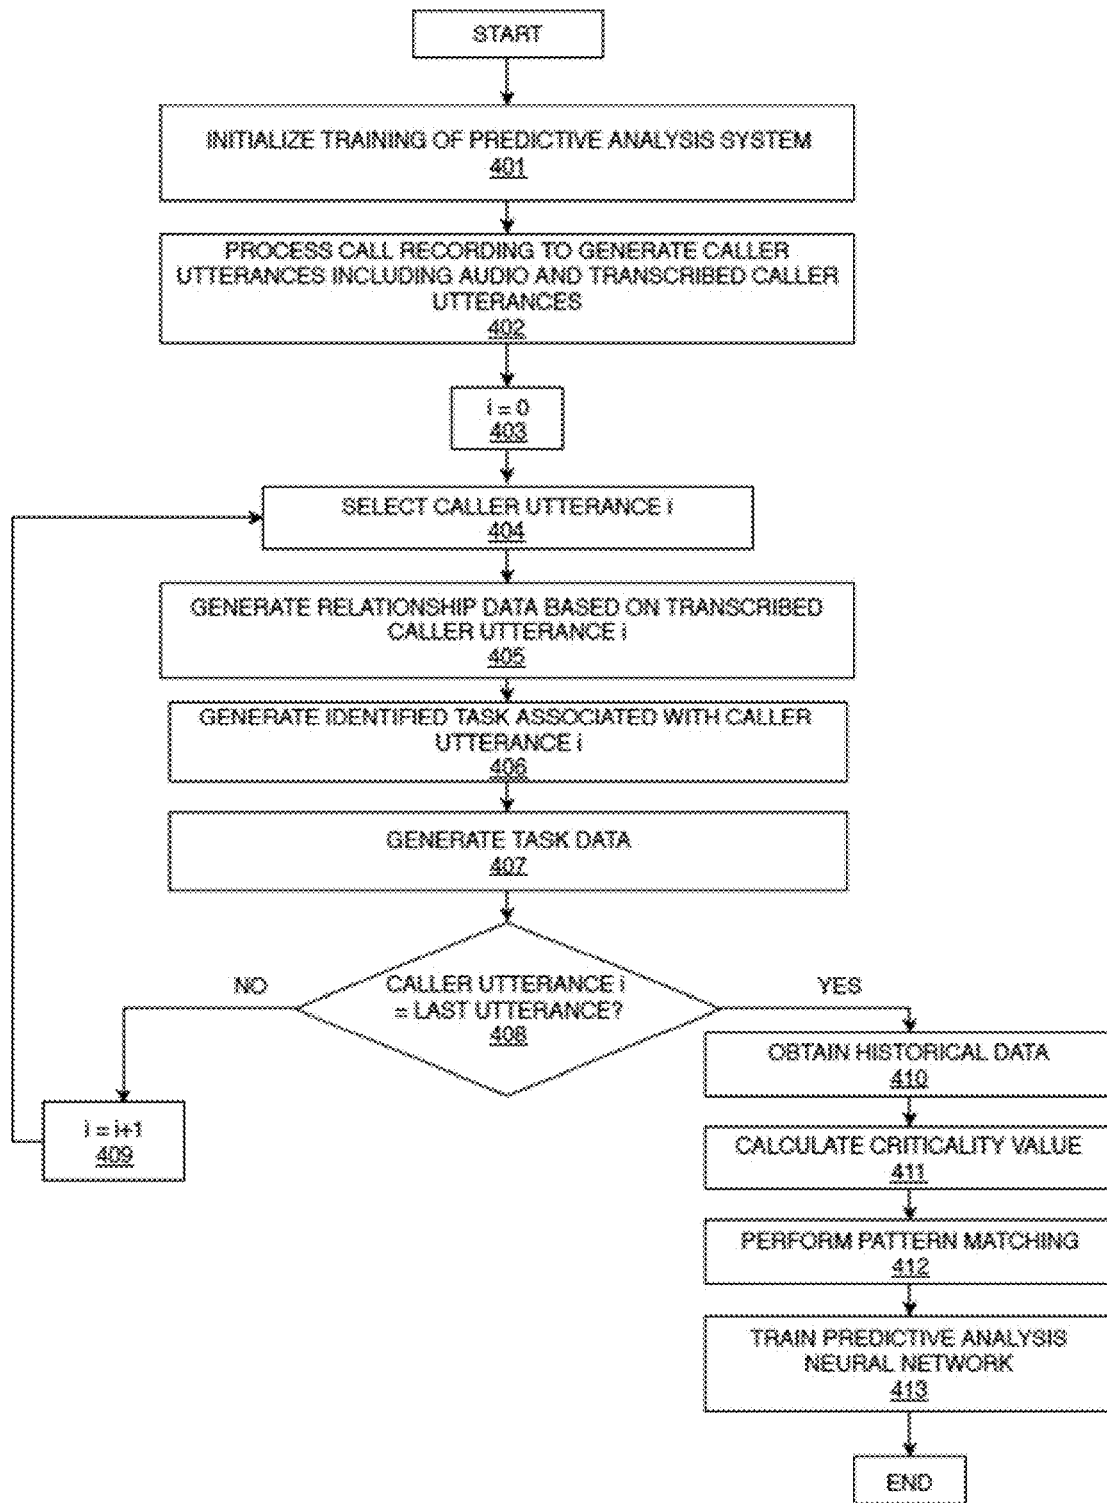 START
INITIALIZE TRAINING OF PREDICTIVE ANALYSIS SYSTEM
401
PROCESS CALL RECORDING TO GENERATE CALLER
UTTERANCES INCLUDING AUDIO AND TRANSCRIBED CALLER
UTTERANCES
402
i = 0
403
SELECT CALLER UTTERANCE i
404
GENERATE RELATIONSHIP DATA BASED ON TRANSCRIBED
CALLER UTTERANCE i
405
GENERATE IDENTIFIED TASK ASSOCIATED WITH CALLER
UTTERANCE i
406
GENERATE TASK DATA
407
CALLER UTTERANCE i
= LAST UTTERANCE?
408
NO
YES
i = i+1
409
OBTAIN HISTORICAL DATA
410
CALCULATE CRITICALITY VALUE
411
PERFORM PATTERN MATCHING
412
TRAIN PREDICTIVE ANALYSIS
NEURAL NETWORK
413
END